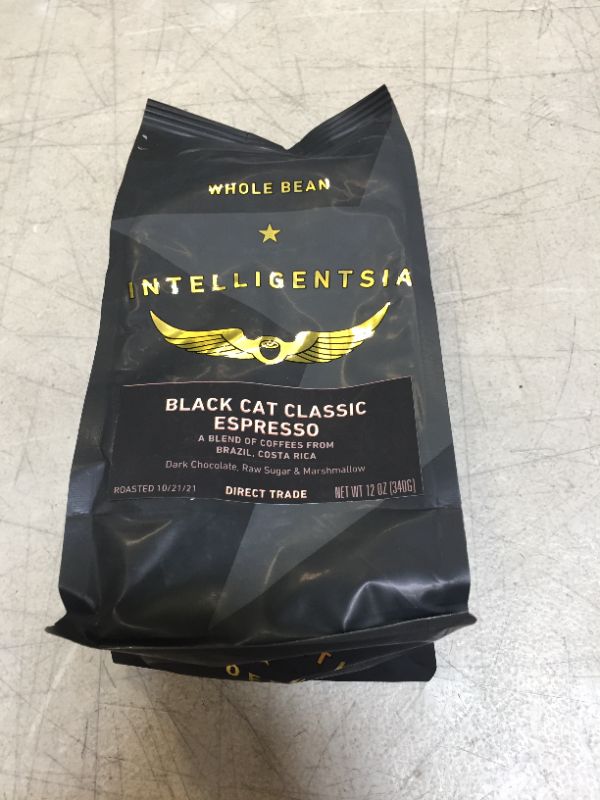 WHOLE BEAN
INTELLIGENTSIA
BLACK CAT CLASSIC
ESPRESSO
A BLEND OF COFFEES FROM
BRAZIL, COSTA RICA
Dark Chocolate, Raw Sugar & Marshmallow
ROASTED 10/21/21 DIRECT TRADE NET WT 12 OZ (340G)